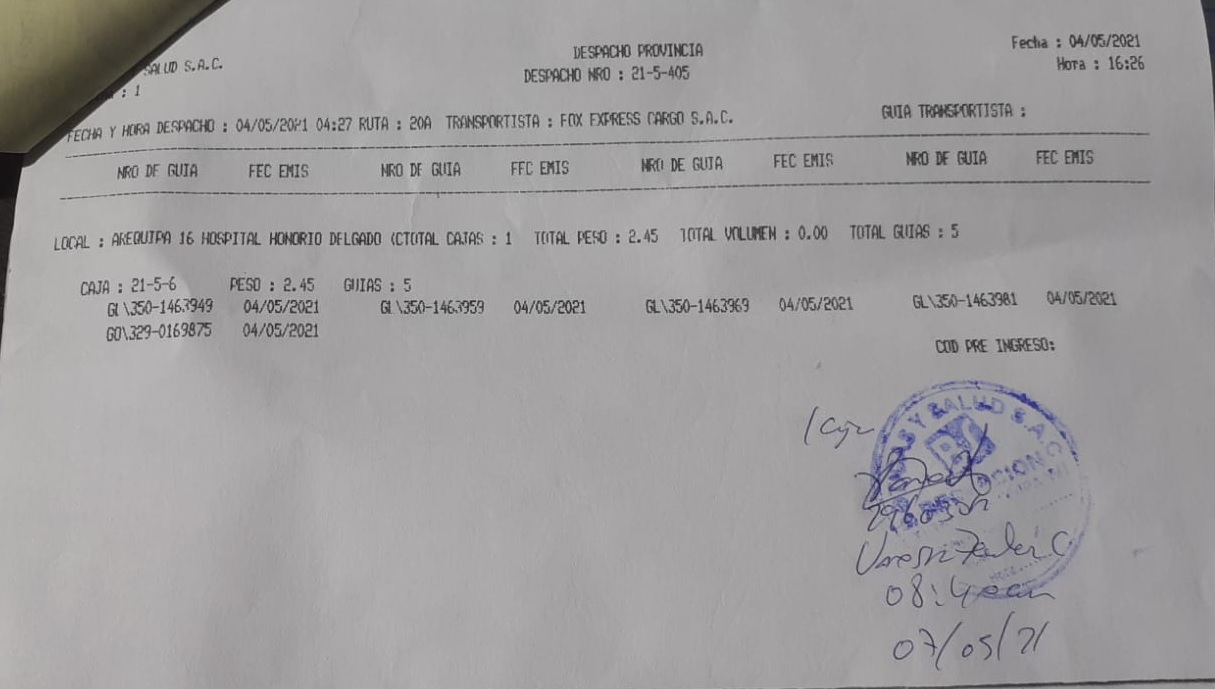 SALUD S.A.C.
: 1
DESPACHO PROVINCIA
DESPACHO NRO : 21-5-405
Fecha : 04/05/2021
Hora : 16:26
FECHA Y HORA DESPACHO : 04/05/2021 04:27 RUTA : 20A TRANSPORTISTA : FOX EXPRESS CARGO S.A.C. GUIA TRANSPORTISTA :
NRO DE GUIA FEC EMIS NRO DE GUIA FEC EMIS NRO DE GUIA FEC EMIS NRO DE GUIA FEC EMIS
LOCAL : AREQUIPA 16 HOSPITAL HONORIO DELGADO (CTOTAL CAJAS : 1 TOTAL PESO : 2.45 TOTAL VOLUMEN : 0.00 TOTAL GUIAS : 5
CAJA : 21-5-6 PESO : 2.45 GUIAS : 5
GL\350-1463949 04/05/2021 GL\350-1463959 04/05/2021 GL\350-1463969 04/05/2021 GL\350-1463981 04/05/2021
GO\329-0169875 04/05/2021
COD PRE INGRESO:
Y SALUD S.A.C.
07/05/21